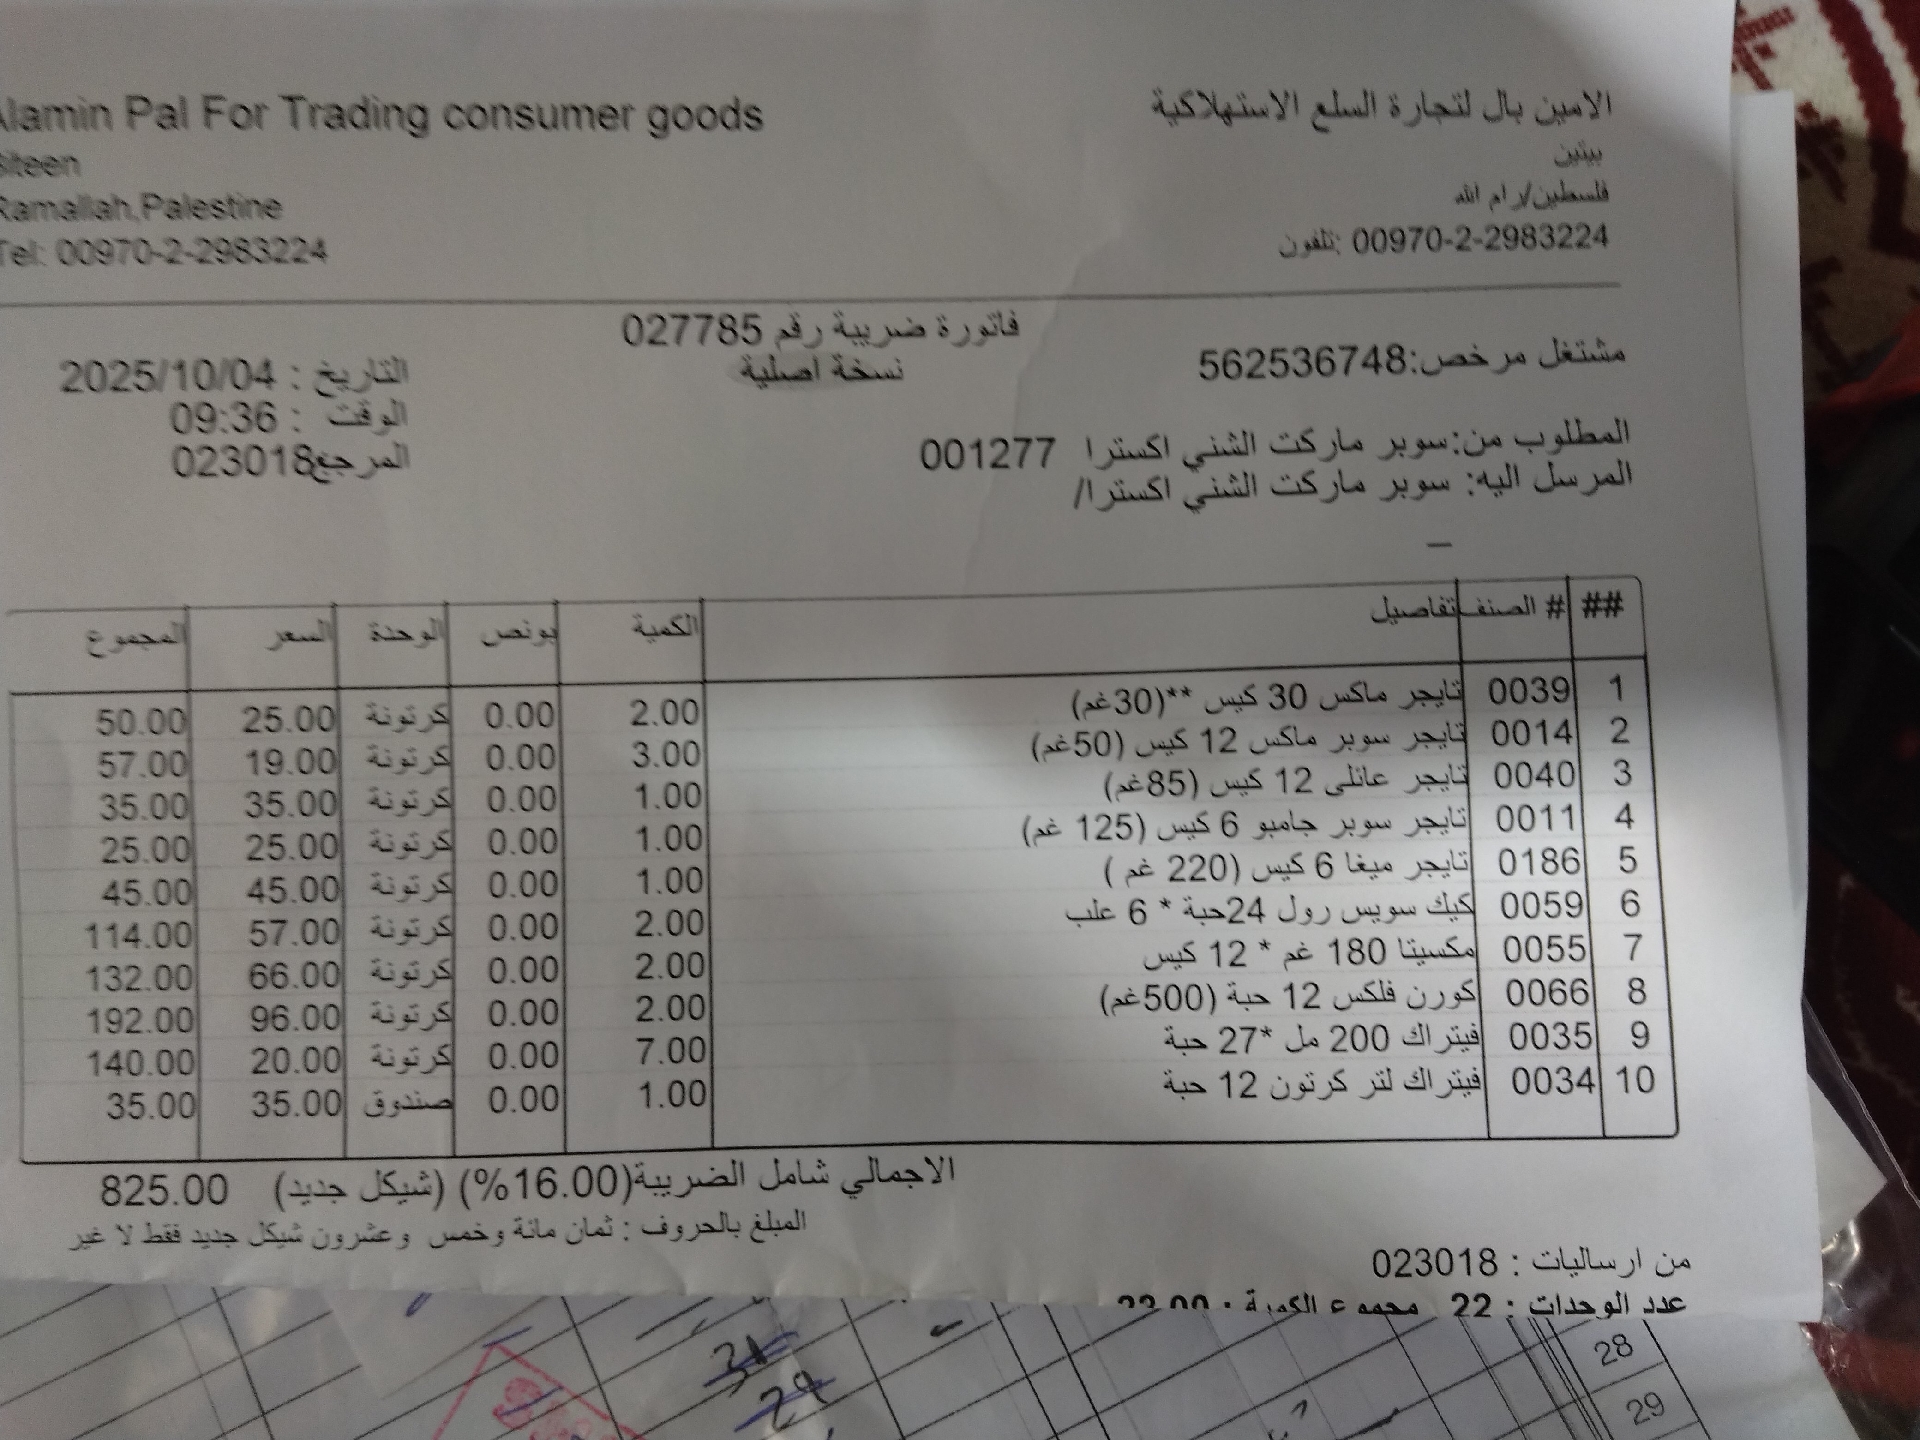 الامين بال لتجارة السلع الاستهلاكية
بيتين
فلسطين/رام الله
تلفون: 00970-2-2983224
Alamin Pal For Trading consumer goods
Biteen
Ramallah,Palestine
Tel: 00970-2-2983224
فاتورة ضريبة رقم 027785
نسخة اصلية
مشتغل مرخص:562536748
التاريخ : 2025/10/04
الوقت : 09:36
المرجع023018
المطلوب من:سوبر ماركت الشني اكسترا 001277
المرسل اليه: سوبر ماركت الشني اكسترا/
_
## # الصنف تفاصيل الكمية بونص الوحدة السعر المجموع
1 0039 تايجر ماكس 30 كيس **(30غم) 2.00 0.00 كرتونة 25.00 50.00
2 0014 تايجر سوبر ماكس 12 كيس (50غم) 3.00 0.00 كرتونة 19.00 57.00
3 0040 تايجر عائلي 12 كيس (85غم) 1.00 0.00 كرتونة 35.00 35.00
4 0011 تايجر سوبر جامبو 6 كيس (125 غم) 1.00 0.00 كرتونة 25.00 25.00
5 0186 تايجر ميغا 6 كيس (220 غم ) 1.00 0.00 كرتونة 45.00 45.00
6 0059 كيك سويس رول 24حبة * 6 علب 2.00 0.00 كرتونة 57.00 114.00
7 0055 مكسيتا 180 غم * 12 كيس 2.00 0.00 كرتونة 66.00 132.00
8 0066 كورن فلكس 12 حبة (500غم) 2.00 0.00 كرتونة 96.00 192.00
9 0035 فيتراك 200 مل *27 حبة 7.00 0.00 كرتونة 20.00 140.00
10 0034 فيتراك لتر كرتون 12 حبة 1.00 0.00 صندوق 35.00 35.00
الاجمالي شامل الضريبة(16.00%) (شيكل جديد) 825.00
المبلغ بالحروف : ثمان مائة وخمس وعشرون شيكل جديد فقط لا غير
من ارساليات : 023018
عدد الوحدات : 22 مجموع الكمية : 22.00
31
29
28
29